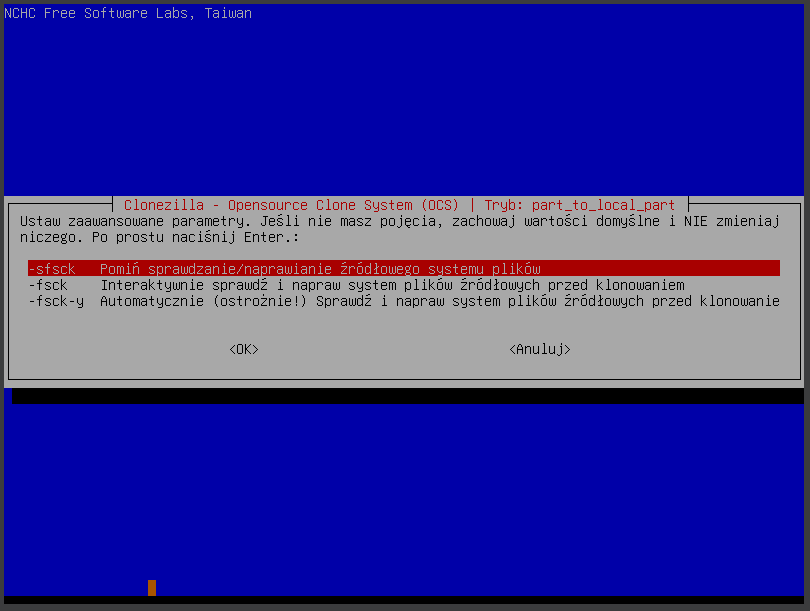 NCHC Free Software Labs, Taiwan
Clonezilla - Opensource Clone System (OCS) | Tryb: part_to_local_part
Ustaw zaawansowane parametry. Jeśli nie masz pojęcia, zachowaj wartości domyślne i NIE zmieniaj
niczego. Po prostu naciśnij Enter.:
-sfsck Pomiń sprawdzanie/naprawianie źródłowego systemu plików
-fsck Interaktywnie sprawdź i napraw system plików źródłowych przed klonowaniem
-fsck-y Automatycznie (ostrożnie!) Sprawdź i napraw system plików źródłowych przed klonowanie
<OK> <Anuluj>